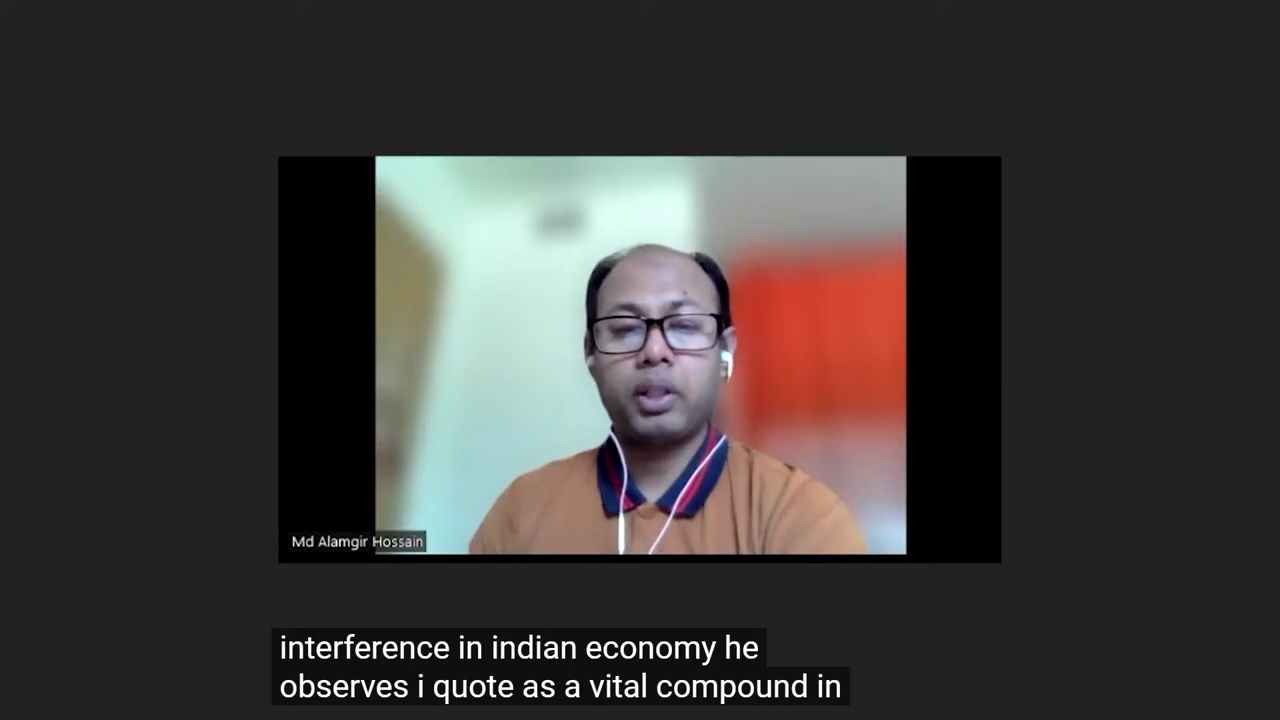 Md Alamgir Hossain
interference in indian economy he
observes i quote as a vital compound in